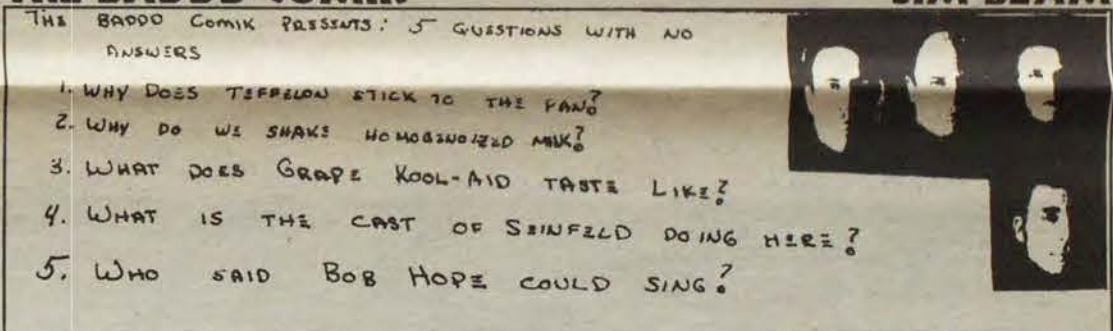 THE BADDD COMIK PRESENTS: 5 QUESTIONS WITH NO
ANSWERS
1. WHY DOES TEFFELON STICK TO THE PAN?
2. WHY DO WE SHAKE HOMOGENOIZED MILK?
3. WHAT DOES GRAPE KOOL-AID TASTE LIKE?
4. WHAT IS THE CAST OF SEINFELD DOING HERE?
5. WHO SAID BOB HOPE COULD SING?